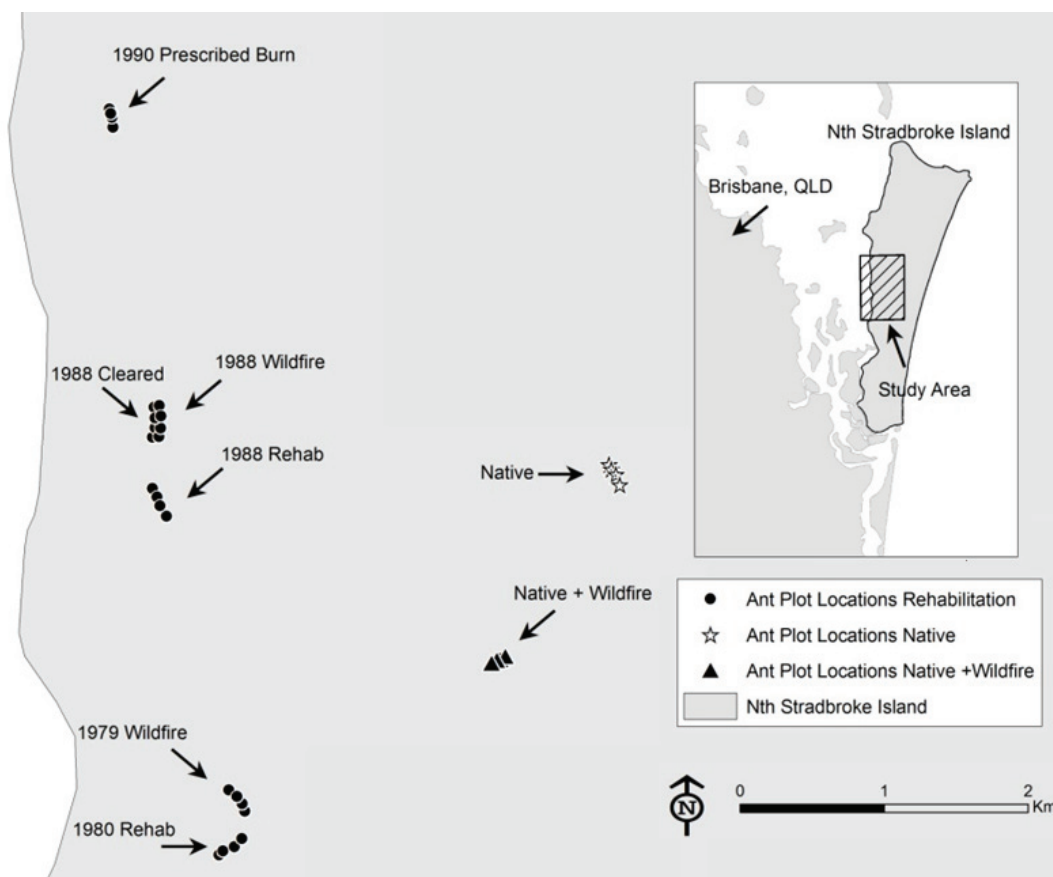 1990 Prescribed Burn
Nth Stradbroke Island
Brisbane, QLD
Study Area
1988 Wildfire
1988 Cleared
1988 Rehab
Native
Native + Wildfire
1979 Wildfire
1980 Rehab
Ant Plot Locations Rehabilitation
Ant Plot Locations Native
Ant Plot Locations Native +Wildfire
Nth Stradbroke Island
N
0 1 2
Km